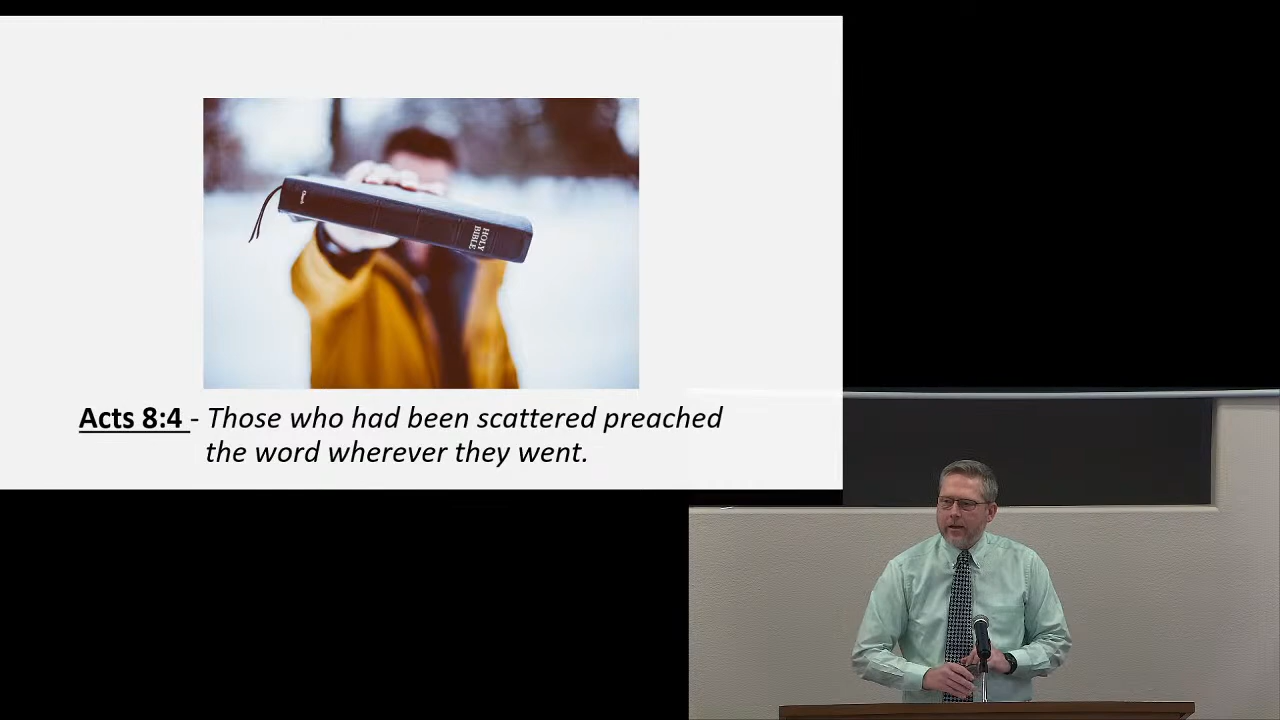 HOLY
BIBLE
Acts 8:4 - Those who had been scattered preached
the word wherever they went.